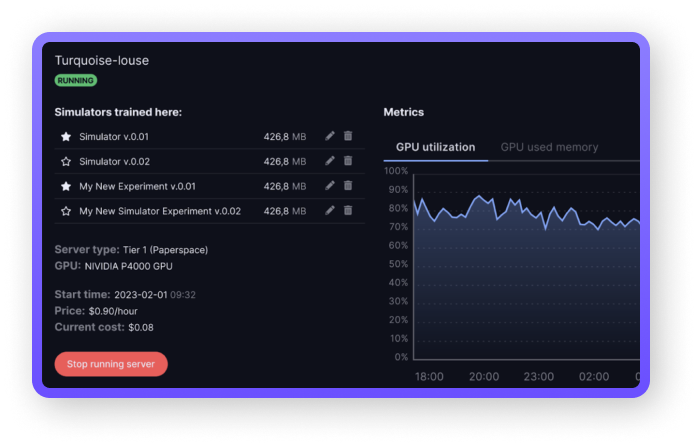 Turquoise-louse
RUNNING
Simulators trained here:
Simulator v.0.01 426,8 MB
Simulator v.0.02 426,8 MB
My New Experiment v.0.01 426,8 MB
My New Simulator Experiment v.0.02 426,8 MB
Server type: Tier 1 (Paperspace)
GPU: NIVIDIA P4000 GPU
Start time: 2023-02-01 09:32
Price: $0.90/hour
Current cost: $0.08
Stop running server
Metrics
GPU utilization GPU used memory
100%
90%
80%
70%
60%
50%
40%
30%
20%
10%
0%
18:00 20:00 23:00 02:00